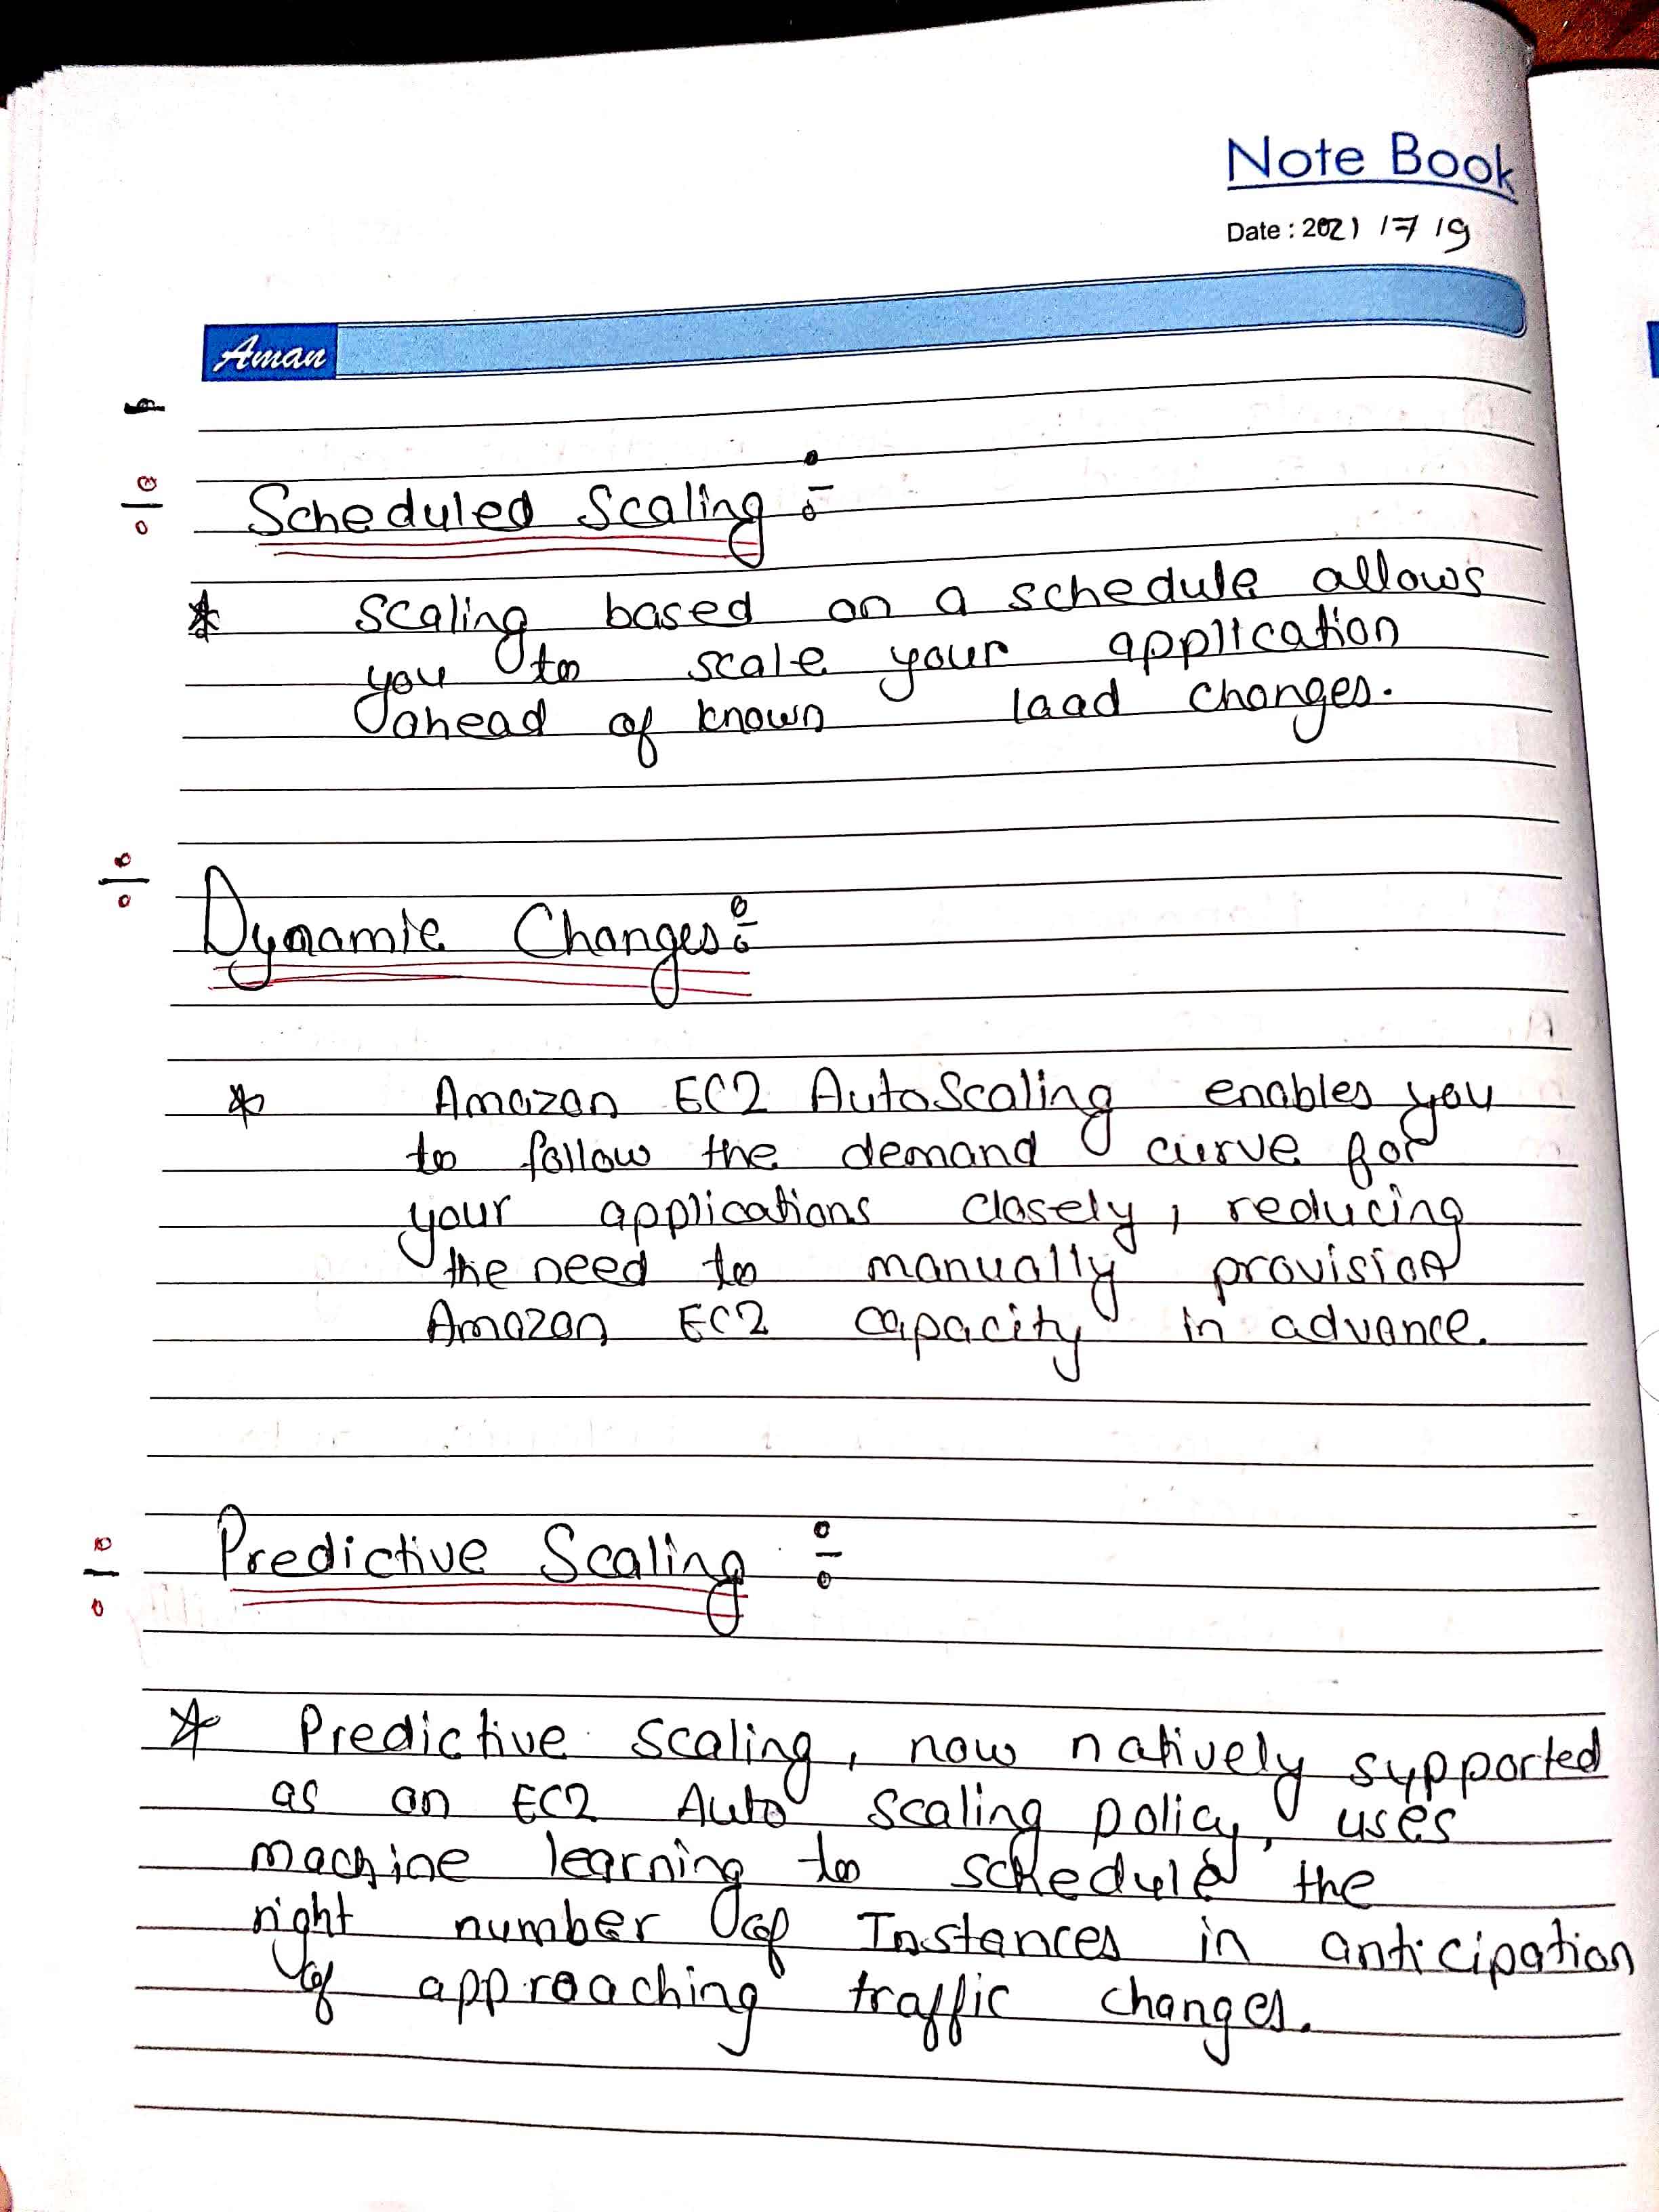 Note Book
Date : 2021 /7 /9
Aman
Scheduled Scaling :-
* Scaling based on a schedule allows
you to scale your application
ahead of known load changes.
Dynamic Changes :-
* Amazon EC2 AutoScaling enables you
to follow the demand curve for
your applications closely, reducing
the need to manually provision
Amazon EC2 capacity in advance.
Predictive Scaling :-
* Predictive scaling, now natively supported
as an EC2 Auto scaling policy, uses
machine learning to schedule the
right number of Instances in anticipation
of approaching traffic changes.